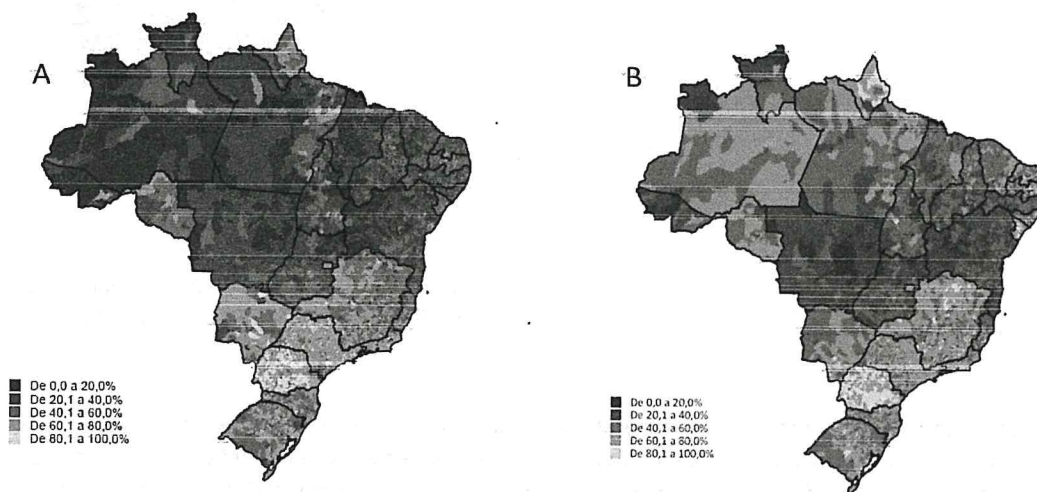 A
B
De 0,0 a 20,0%
De 20,1 a 40,0%
De 40,1 a 60,0%
De 60,1 a 80,0%
De 80,1 a 100,0%
De 0,0 a 20,0%
De 20,1 a 40,0%
De 40,1 a 60,0%
De 60,1 a 80,0%
De 80,1 a 100,0%